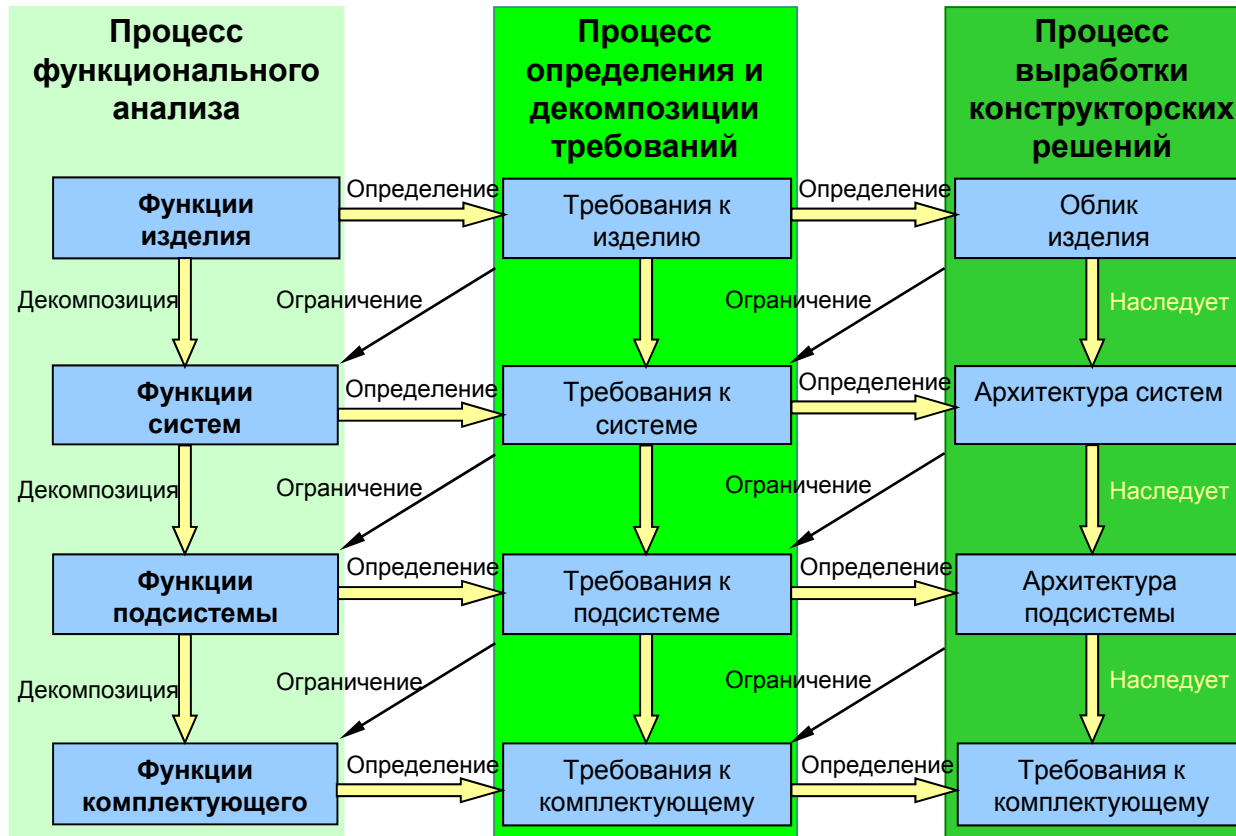 Процесс
функционального
анализа
Процесс
определения и
декомпозиции
требований
Процесс
выработки
конструкторских
решений
Функции
изделия
Определение
Требования к
изделию
Определение
Облик
изделия
Декомпозиция
Ограничение
Ограничение
Наследует
Функции
систем
Определение
Требования к
системе
Определение
Архитектура систем
Декомпозиция
Ограничение
Ограничение
Наследует
Функции
подсистемы
Определение
Требования к
подсистеме
Определение
Архитектура
подсистемы
Декомпозиция
Ограничение
Ограничение
Наследует
Функции
комплектующего
Определение
Требования к
комплектующему
Определение
Требования к
комплектующему